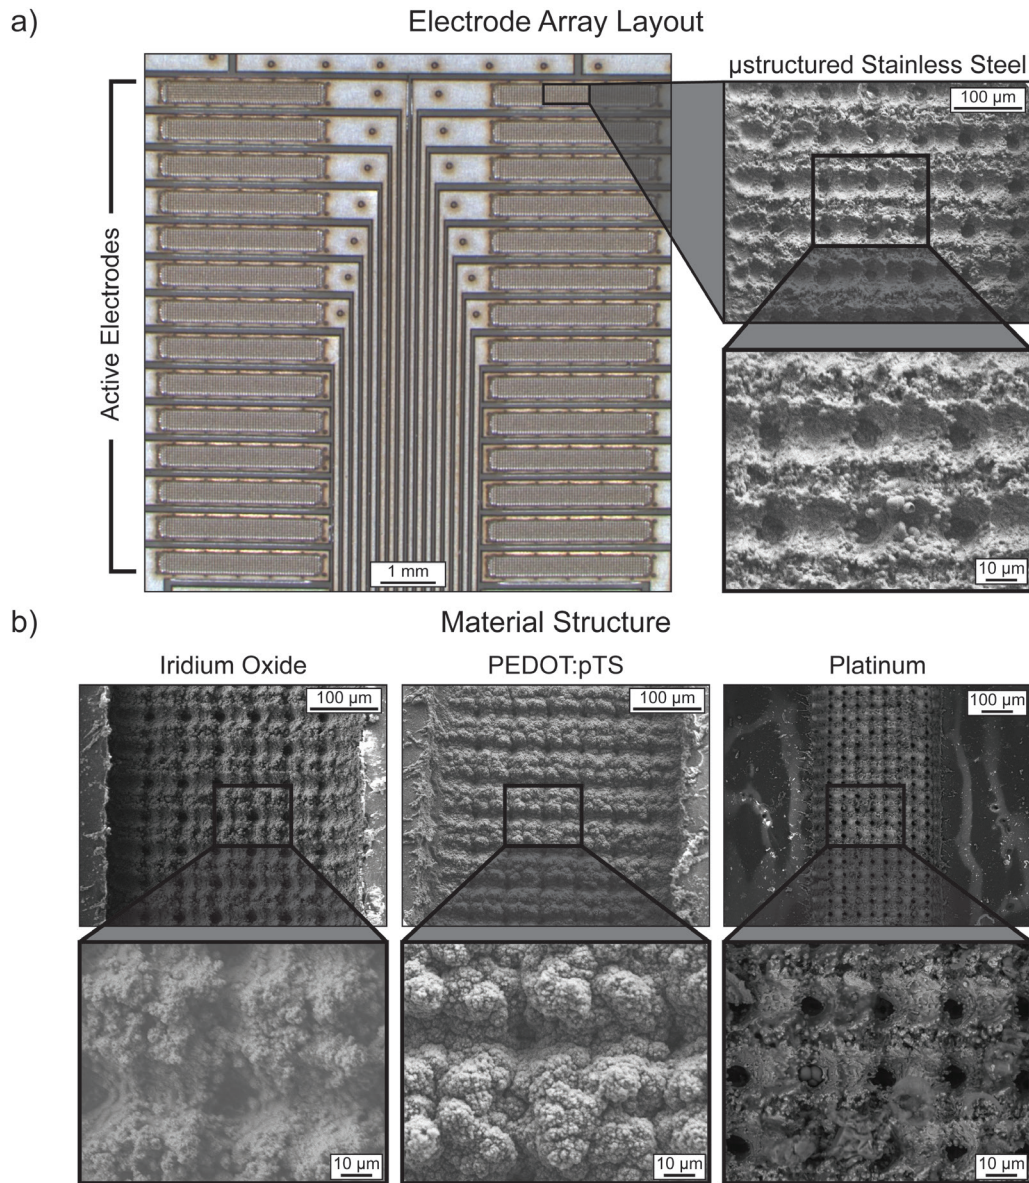 a)
Electrode Array Layout
µstructured Stainless Steel
100 µm
Active Electrodes
1 mm
10 µm
b)
Material Structure
Iridium Oxide
PEDOT:pTS
Platinum
100 µm
100 µm
100 µm
10 µm
10 µm
10 µm